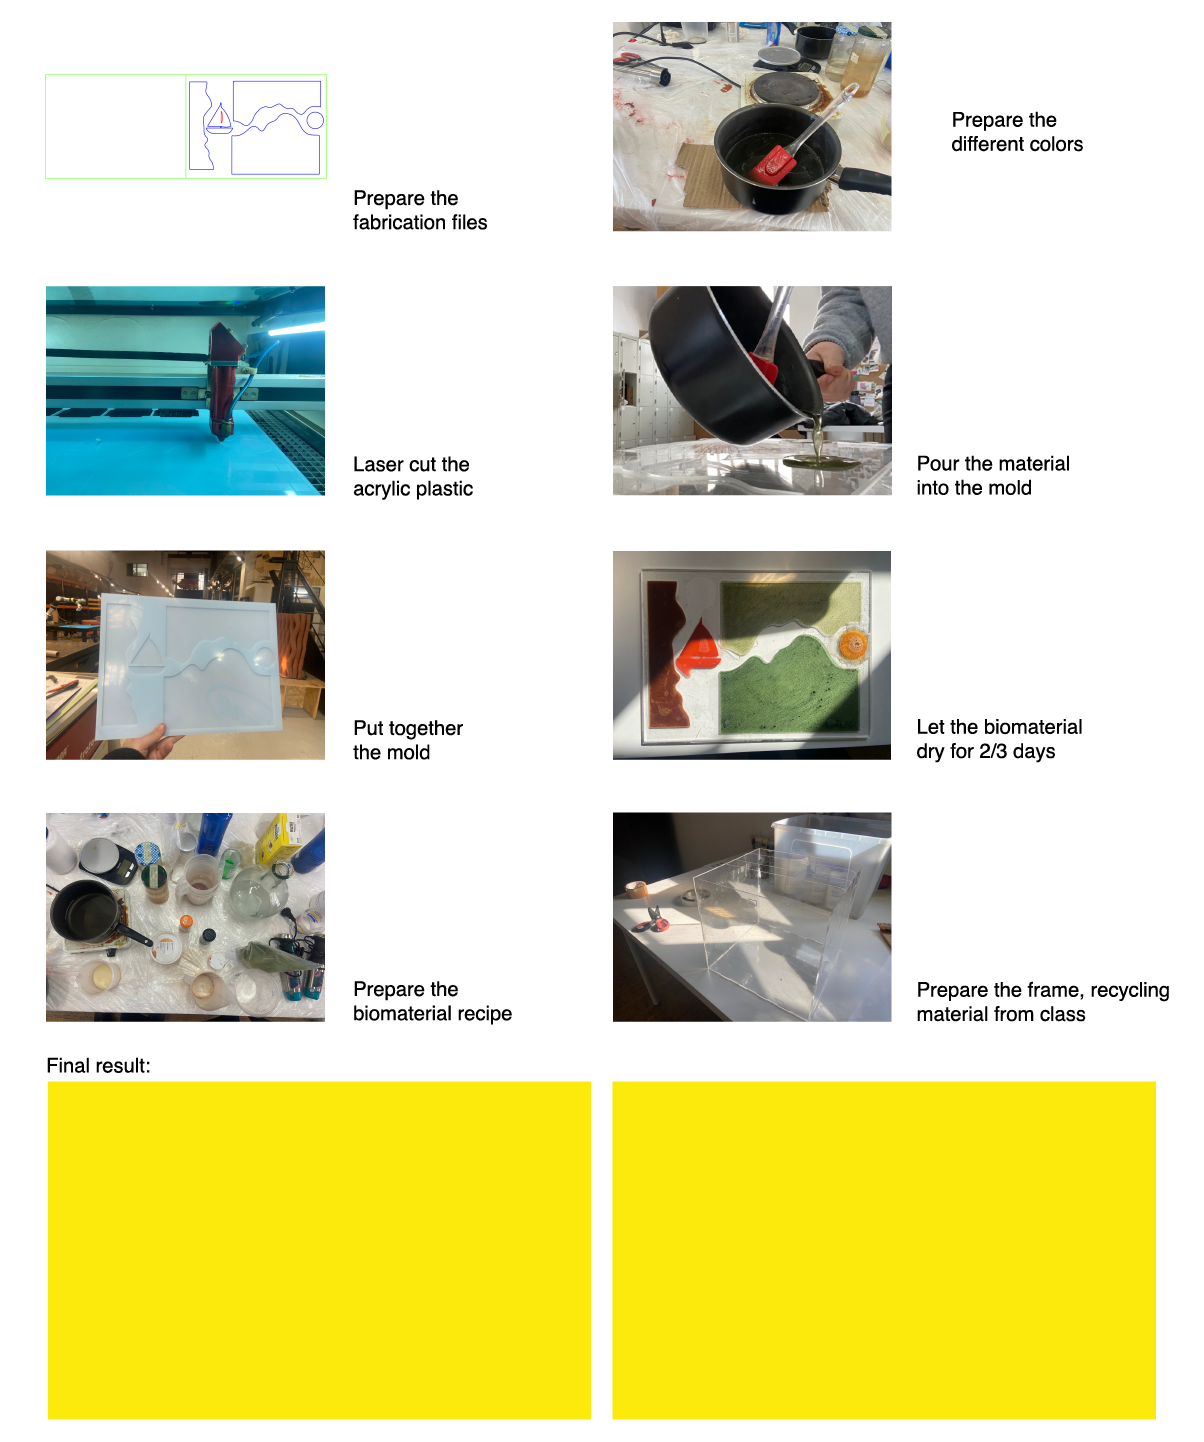 Prepare the
fabrication files
Laser cut the
acrylic plastic
Put together
the mold
Prepare the
biomaterial recipe
Prepare the
different colors
Pour the material
into the mold
Let the biomaterial
dry for 2/3 days
Prepare the frame, recycling
material from class
Final result: